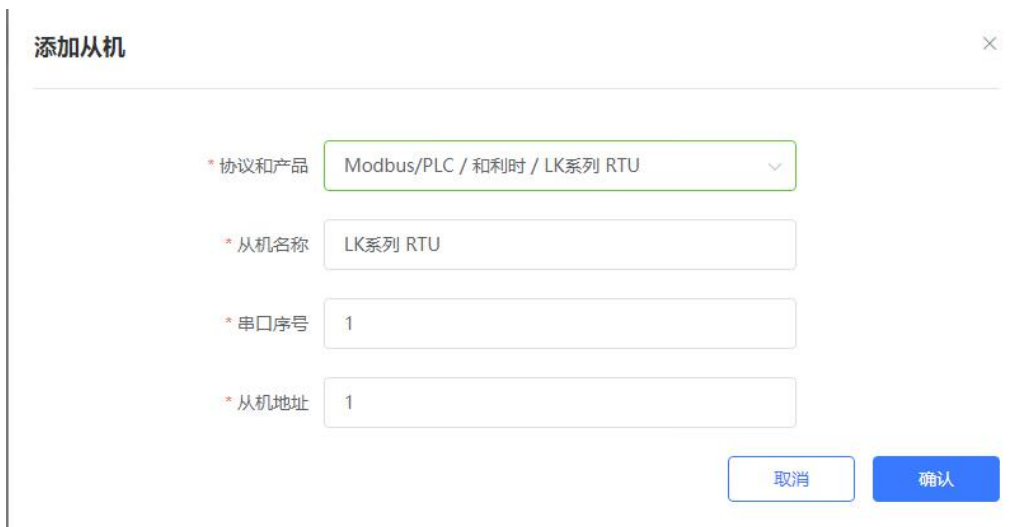 添加从机
* 协议和产品 Modbus/PLC / 和利时 / LK系列 RTU
* 从机名称 LK系列 RTU
* 串口序号 1
* 从机地址 1
取消 确认